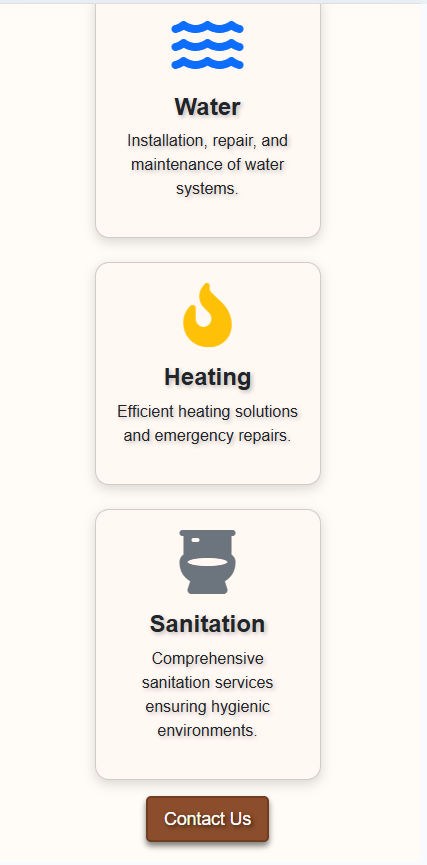 Water
Installation, repair, and
maintenance of water
systems.
Heating
Efficient heating solutions
and emergency repairs.
Sanitation
Comprehensive
sanitation services
ensuring hygienic
environments.
Contact Us